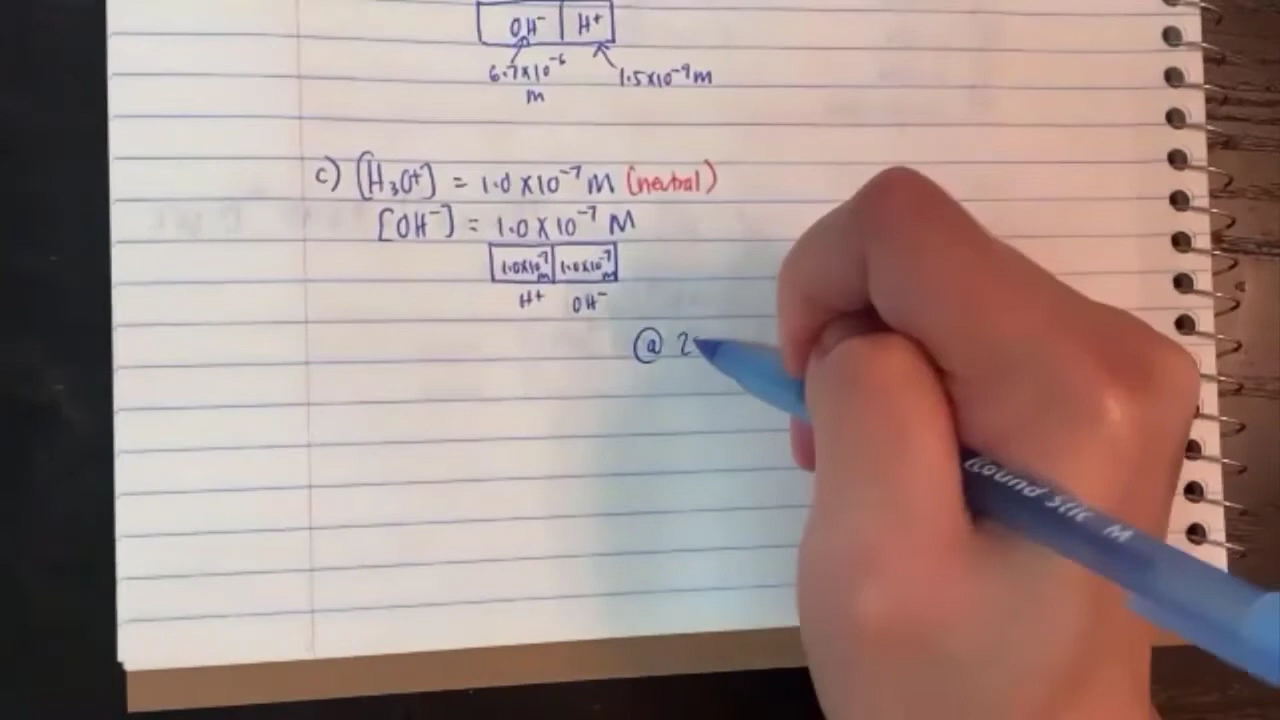 OH⁻ H+
6.7x10⁻⁶ 1.5x10⁻⁹m
m
c) [H₃O+] = 1.0 x 10⁻⁷ M (neutral)
[OH⁻] = 1.0 x 10⁻⁷ M
1.0x10⁻⁷ m 1.0x10⁻⁷ m
H+ OH⁻
@ 2
Round Stic M